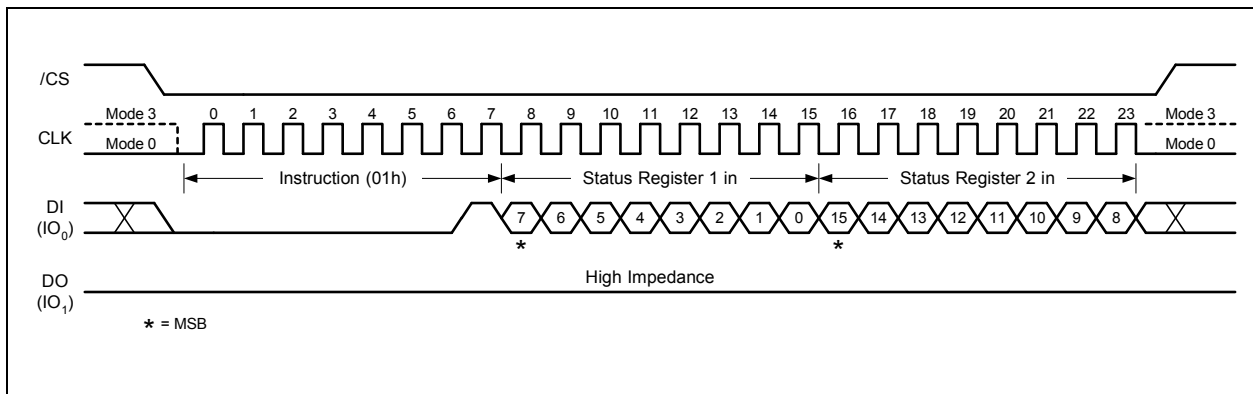 /CS
Mode 3 0 1 2 3 4 5 6 7 8 9 10 11 12 13 14 15 16 17 18 19 20 21 22 23 Mode 3
CLK
Mode 0 Mode 0
Instruction (01h) Status Register 1 in Status Register 2 in
DI
(IO₀)
7 6 5 4 3 2 1 0 15 14 13 12 11 10 9 8
* *
High Impedance
DO
(IO₁)
* = MSB